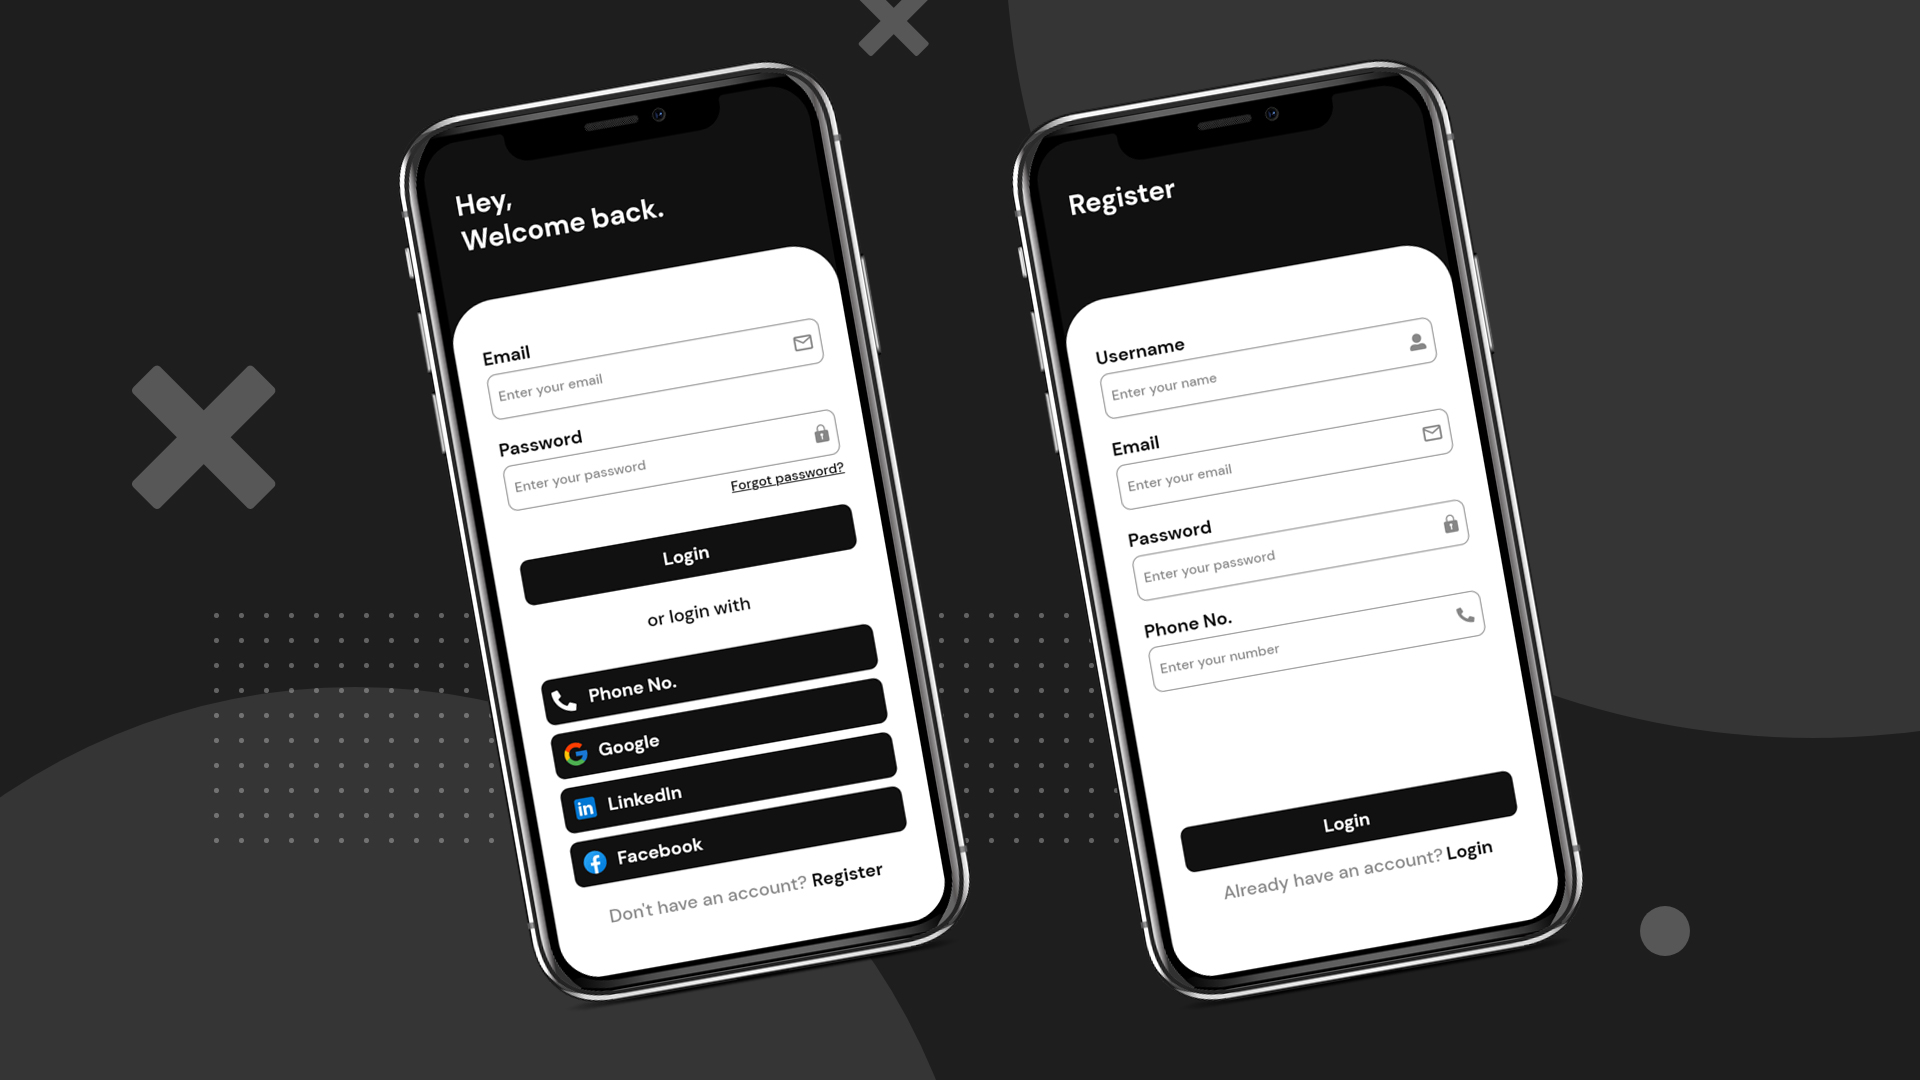 Hey,
Welcome back.
Email
Enter your email
Password
Enter your password
Forgot password?
Login
or login with
Phone No.
Google
in LinkedIn
Facebook
Don't have an account? Register
Register
Username
Enter your name
Email
Enter your email
Password
Enter your password
Phone No.
Enter your number
Login
Already have an account? Login